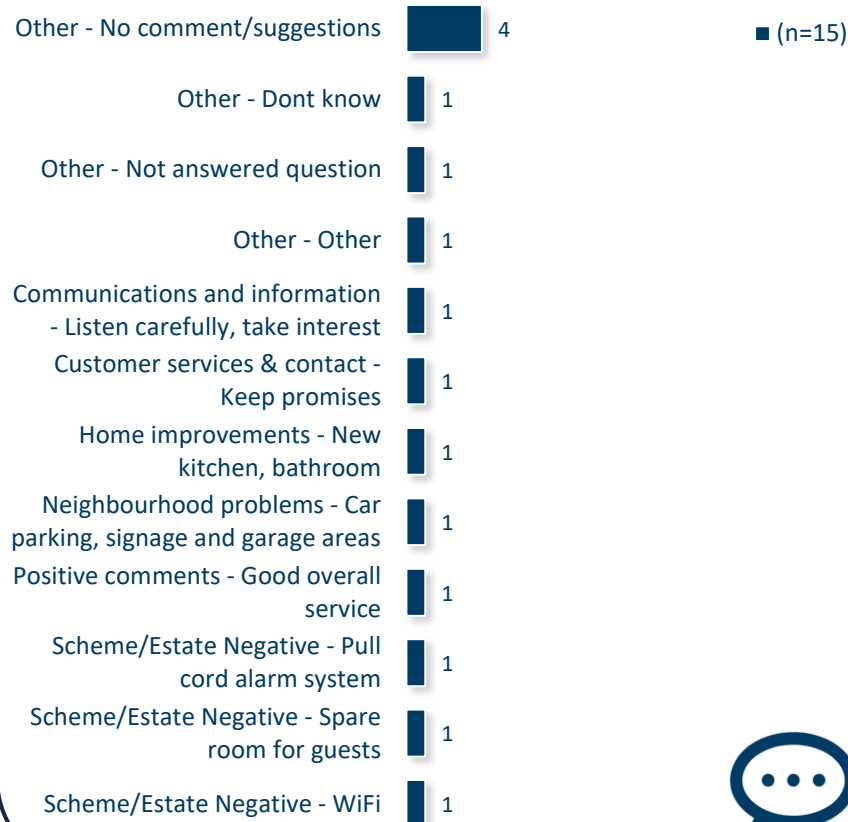 Other - No comment/suggestions 4
(n=15)
Other - Dont know 1
Other - Not answered question 1
Other - Other 1
Communications and information
- Listen carefully, take interest 1
Customer services & contact -
Keep promises 1
Home improvements - New
kitchen, bathroom 1
Neighbourhood problems - Car
parking, signage and garage areas 1
Positive comments - Good overall
service 1
Scheme/Estate Negative - Pull
cord alarm system 1
Scheme/Estate Negative - Spare
room for guests 1
Scheme/Estate Negative - WiFi 1